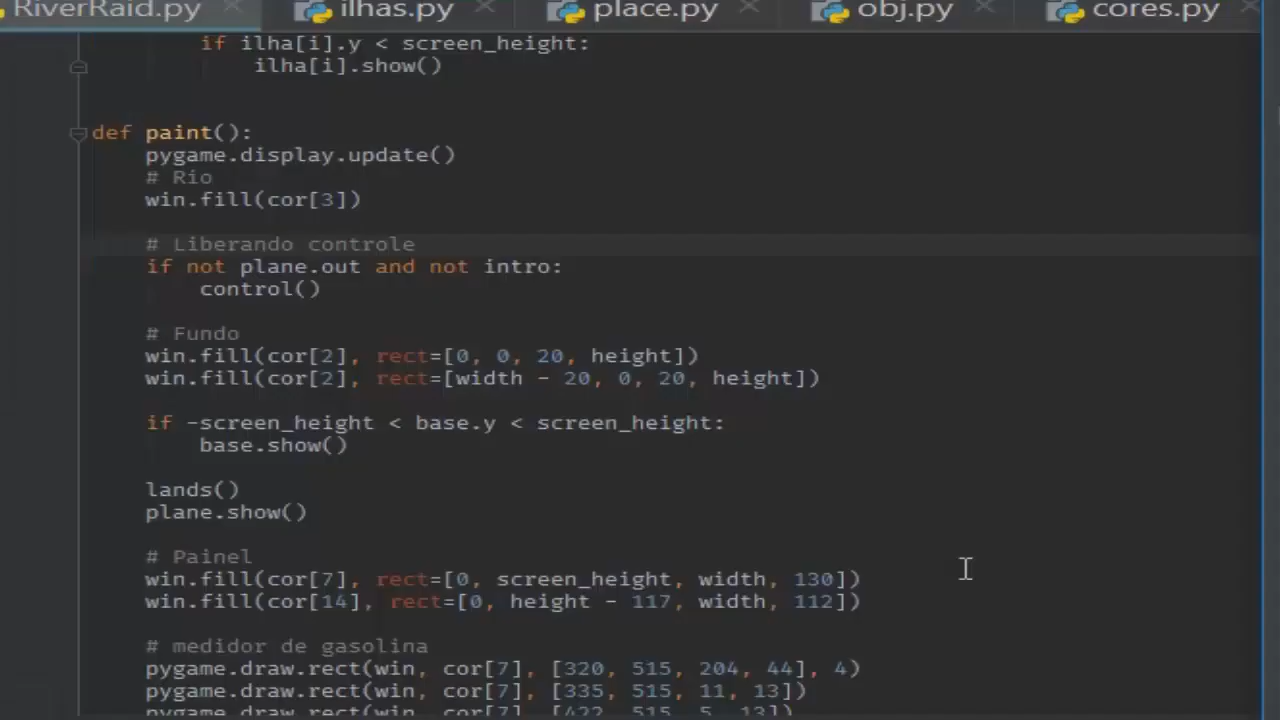 RiverRaid.py ilhas.py place.py obj.py cores.py
if ilha[i].y < screen_height:
ilha[i].show()
def paint():
pygame.display.update()
# Rio
win.fill(cor[3])
# Liberando controle
if not plane.out and not intro:
control()
# Fundo
win.fill(cor[2], rect=[0, 0, 20, height])
win.fill(cor[2], rect=[width - 20, 0, 20, height])
if -screen_height < base.y < screen_height:
base.show()
lands()
plane.show()
# Painel
win.fill(cor[7], rect=[0, screen_height, width, 130])
win.fill(cor[14], rect=[0, height - 117, width, 112])
# medidor de gasolina
pygame.draw.rect(win, cor[7], [320, 515, 204, 44], 4)
pygame.draw.rect(win, cor[7], [335, 515, 11, 13])
pygame.draw.rect(win, cor[7], [422, 515, 5, 13])